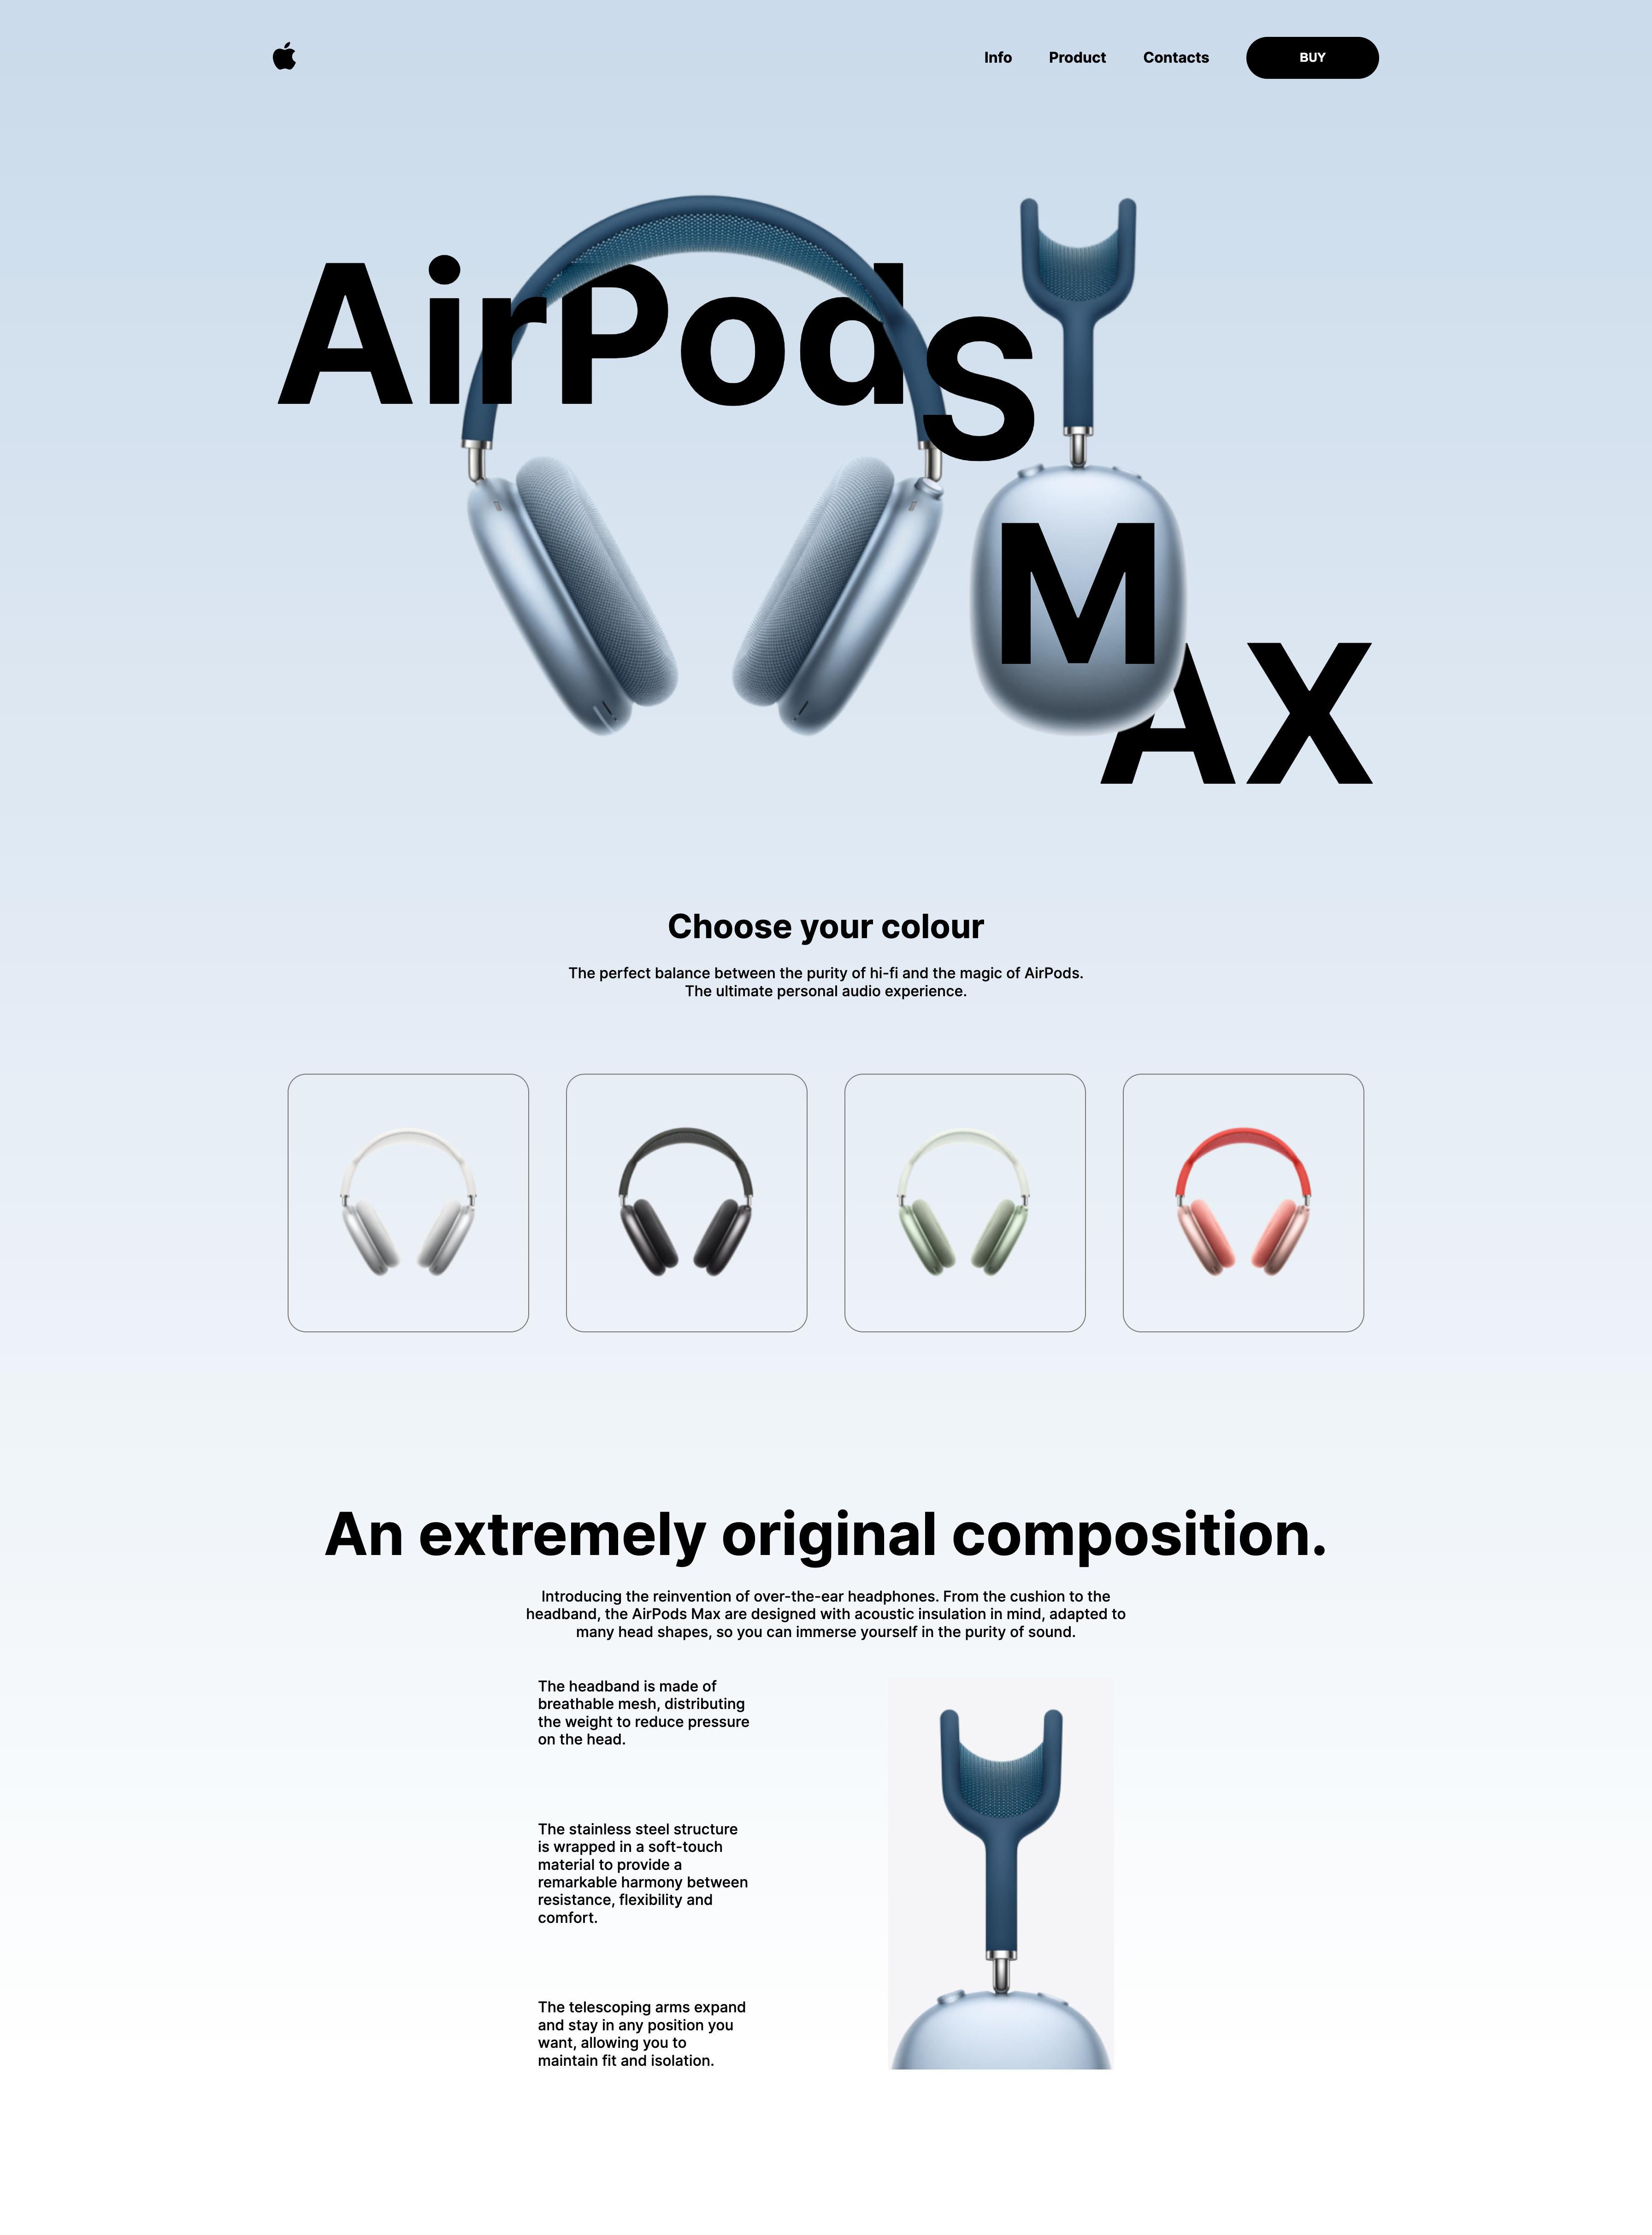 Info Product Contacts BUY
AirPods
MAX
Choose your colour
The perfect balance between the purity of hi-fi and the magic of AirPods.
The ultimate personal audio experience.
An extremely original composition.
Introducing the reinvention of over-the-ear headphones. From the cushion to the
headband, the AirPods Max are designed with acoustic insulation in mind, adapted to
many head shapes, so you can immerse yourself in the purity of sound.
The headband is made of
breathable mesh, distributing
the weight to reduce pressure
on the head.
The stainless steel structure
is wrapped in a soft-touch
material to provide a
remarkable harmony between
resistance, flexibility and
comfort.
The telescoping arms expand
and stay in any position you
want, allowing you to
maintain fit and isolation.